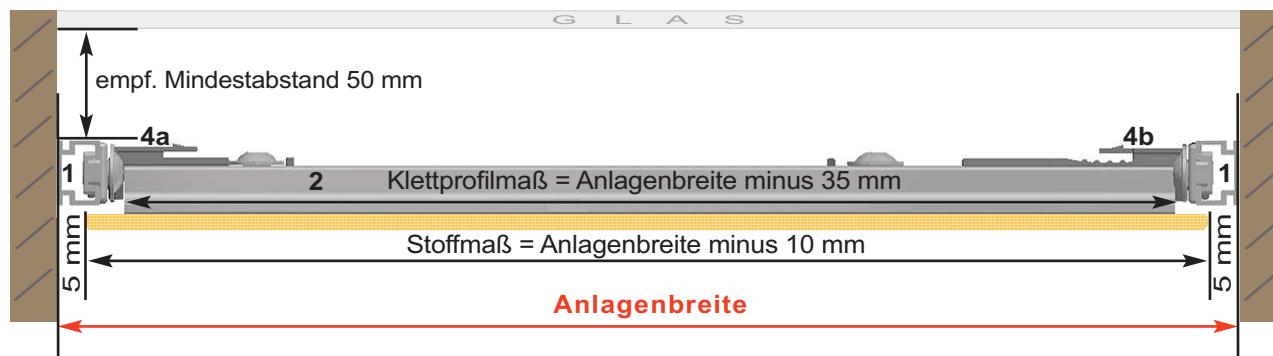 G L A S
empf. Mindestabstand 50 mm
4a
4b
1
2
Klettprofilmaß = Anlagenbreite minus 35 mm
1
5 mm
Stoffmaß = Anlagenbreite minus 10 mm
5 mm
Anlagenbreite